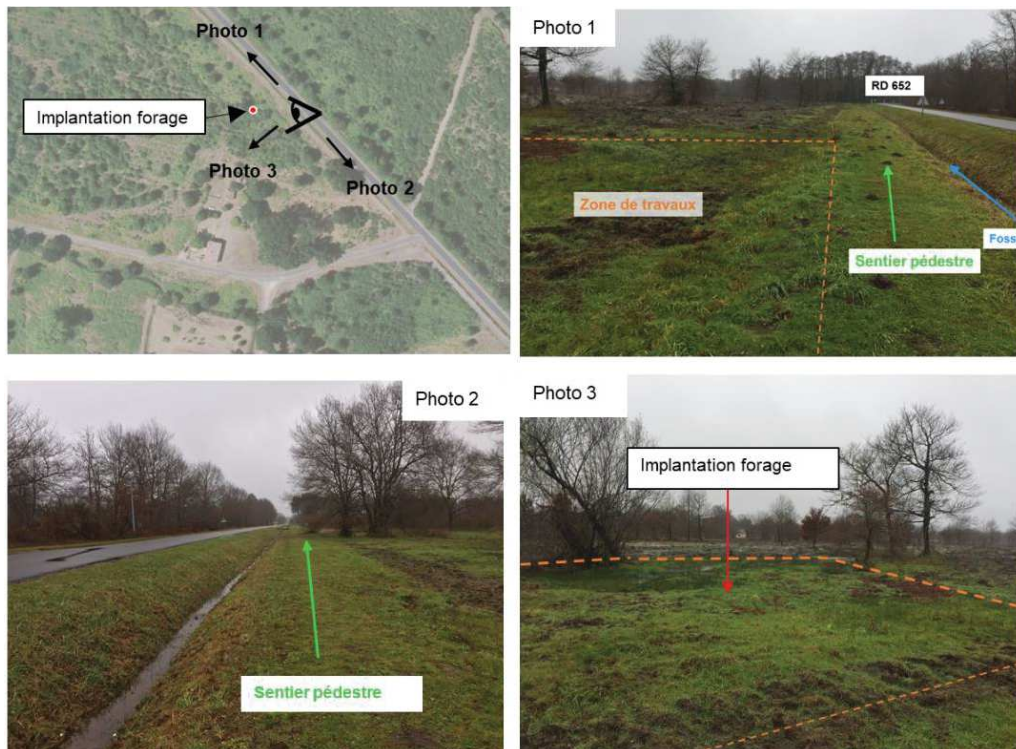 Photo 1
Implantation forage
Photo 3
Photo 2
Photo 1
RD 652
Zone de travaux
Foss
Sentier pédestre
Photo 2
Sentier pédestre
Photo 3
Implantation forage